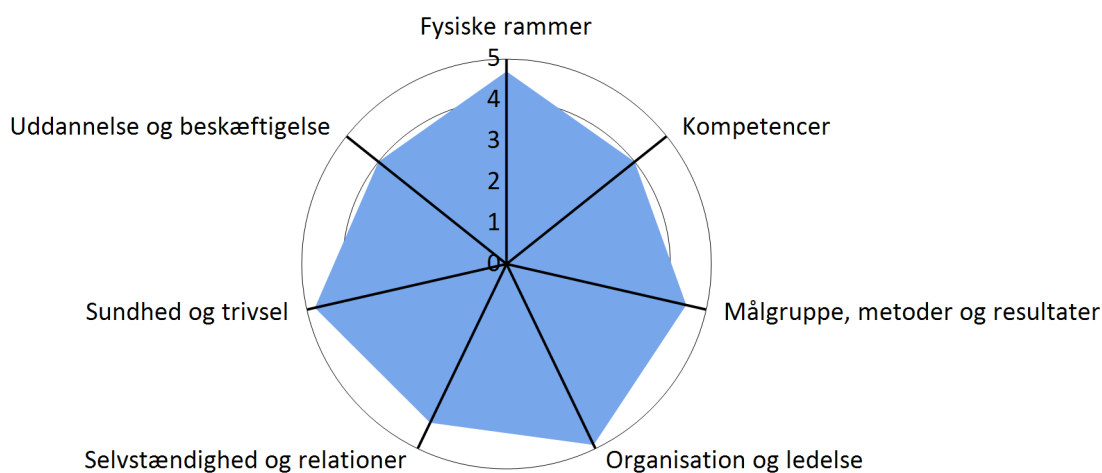 Fysiske rammer
5
4
3
2
1
0
Kompetencer
Målgruppe, metoder og resultater
Organisation og ledelse
Selvstændighed og relationer
Sundhed og trivsel
Uddannelse og beskæftigelse